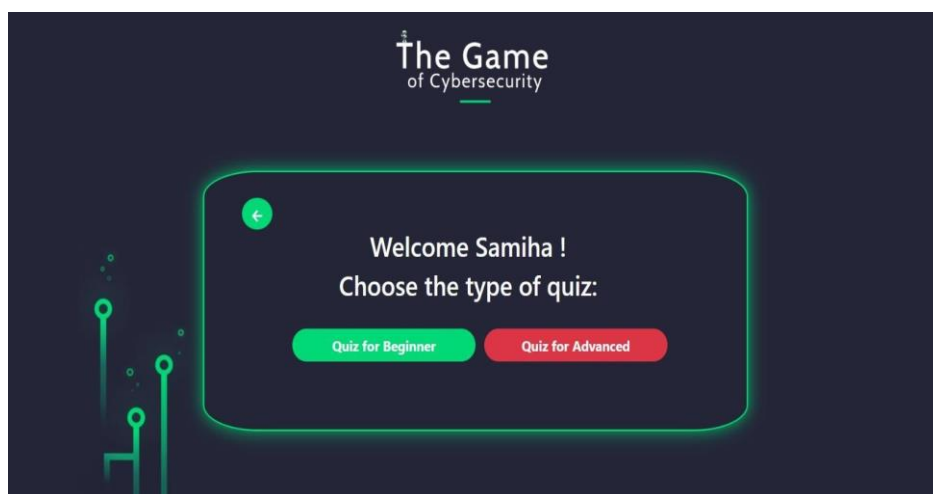 The Game
of Cybersecurity
Welcome Samiha !
Choose the type of quiz:
Quiz for Beginner
Quiz for Advanced